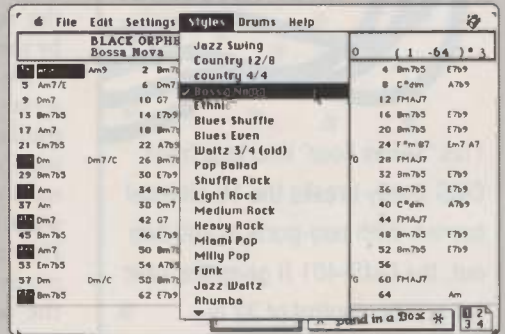 File Edit Settings Styles Drums Help
BLACK ORPHE
Bossa Nova
0 ( 1 -64 ) * 3
Jazz Swing
Country 12/8
country 4/4
✓ Bossa Nova
Ethnic
Blues Shuffle
Blues Even
Waltz 3/4 (old)
Pop Ballad
Shuffle Rock
Light Rock
Medium Rock
Heavy Rock
Miami Pop
Milly Pop
Funk
Jazz Waltz
Rhumba
Am9 2 Bm7 4 Bm7b5 E7b9
5 Am7/E 6 Dm7 8 C°dim A7b9
9 Dm7 10 G7 12 FMAJ7
13 Bm7b5 14 E7b9 16 Bm7b5 E7b9
17 Am7 18 Bm7 20 Bm7b5 E7b9
21 Em7b5 22 A7b9 24 F°m B7 Em7 A7
Dm Dm7/C 26 Bm7 28 FMAJ7
29 Bm7b5 30 E7b9 32 Bm7b5 E7b9
Am 34 Bm7 36 Bm7b5 E7b9
37 Am 30 Dm7 40 C°dim A7b9
Dm7 42 G7 44 FMAJ7
45 Bm7b5 46 E7b9 48 Bm7b5 E7b9
Am7 50 Bm7 52 Bm7b5 E7b9
53 Em7b5 54 A7b9 56
57 Dm Dm/C 50 Bm7 60 FMAJ7
Bm7b5 62 E7b9 64 Am
Band in a Box *
1 2
3 4